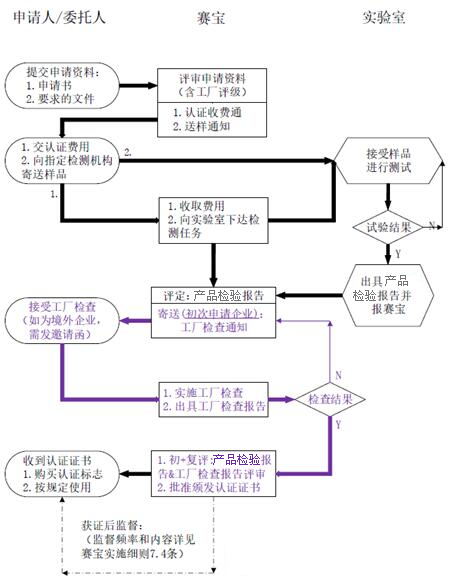 申请人/委托人
赛宝
实验室
提交申请资料:
1.申请书
2.要求的文件
评审申请资料
(含工厂评级)
1.认证收费通
2.送样通知
1.交认证费用
2.向指定检测机构
寄送样品
2.
1.
接受样品
进行测试
1.收取费用
2.向实验室下达检
测任务
试验结果
N
Y
评定:产品检验报告
寄送(初次申请企业):
工厂检查通知
出具产品
检验报告并
报赛宝
接受工厂检查
(如为境外企业,
需发邀请函)
N
1.实施工厂检查
2.出具工厂检查报告
检查结果
Y
收到认证证书
1.购买认证标志
2.按规定使用
1.初+复评:产品检验报
告&工厂检查报告评审
2.批准颁发认证证书
获证后监督:
(监督频率和内容详见
赛宝实施细则7.4条)